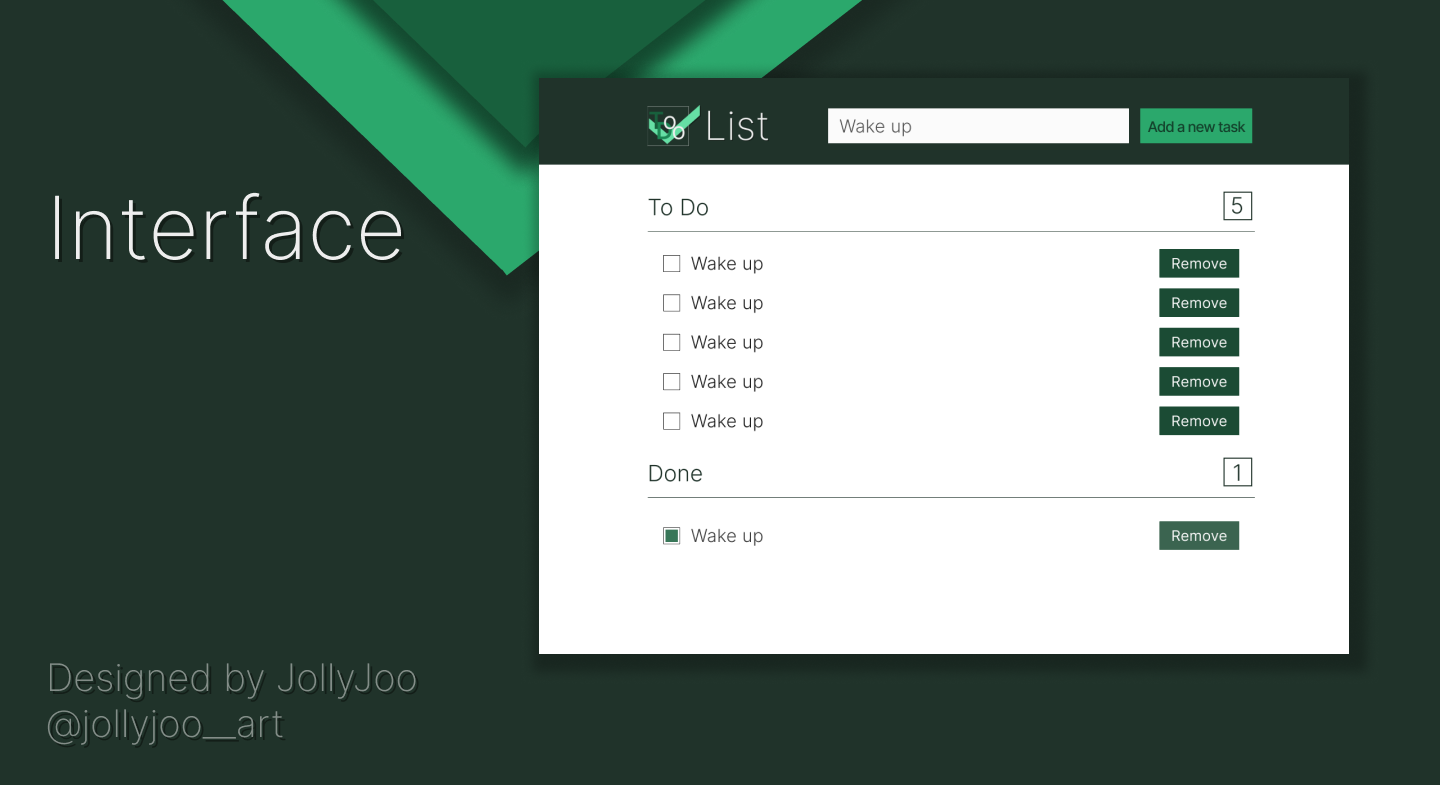 Interface
List
Wake up
Add a new task
To Do
5
Wake up
Remove
Wake up
Remove
Wake up
Remove
Wake up
Remove
Wake up
Remove
Done
1
Wake up
Remove
Designed by JollyJoo
@jollyjoo__art